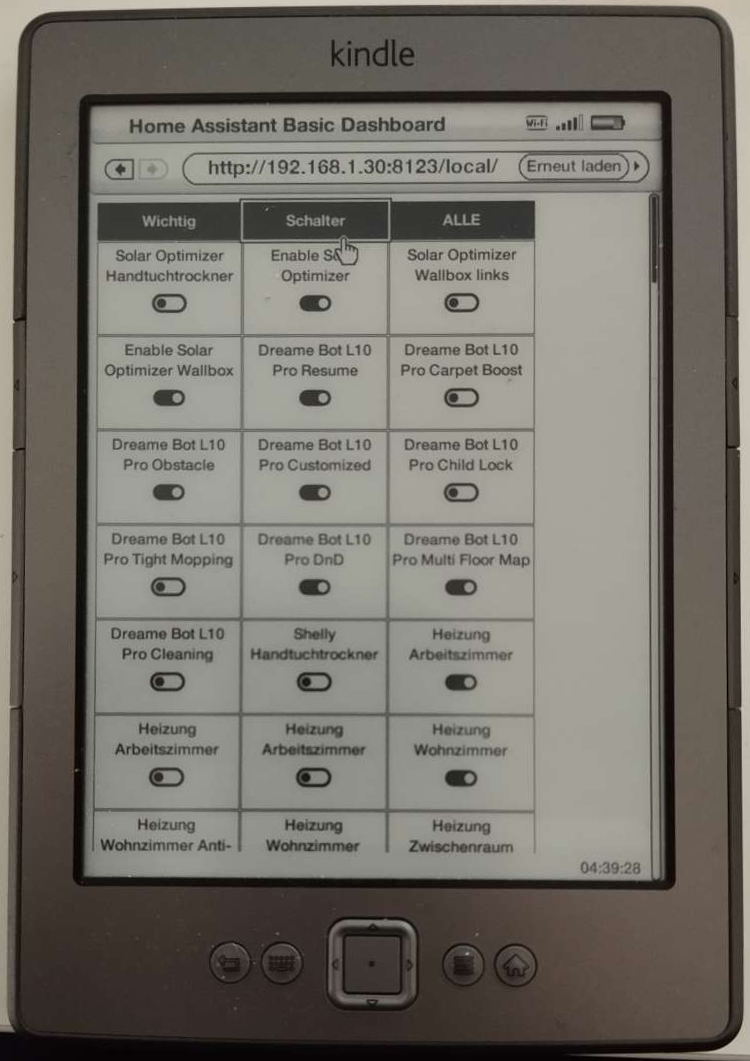 kindle
Home Assistant Basic Dashboard
Wi-Fi
http://192.168.1.30:8123/local/ Erneut laden
Wichtig Schalter ALLE
Solar Optimizer
Handtuchtrockner
Enable
Optimizer
Solar Optimizer
Wallbox links
Enable Solar
Optimizer Wallbox
Dreame Bot L10
Pro Resume
Dreame Bot L10
Pro Carpet Boost
Dreame Bot L10
Pro Obstacle
Dreame Bot L10
Pro Customized
Dreame Bot L10
Pro Child Lock
Dreame Bot L10
Pro Tight Mopping
Dreame Bot L10
Pro DnD
Dreame Bot L10
Pro Multi Floor Map
Dreame Bot L10
Pro Cleaning
Shelly
Handtuchtrockner
Heizung
Arbeitszimmer
Heizung
Arbeitszimmer
Heizung
Arbeitszimmer
Heizung
Wohnzimmer
Heizung
Wohnzimmer Anti-
Heizung
Wohnzimmer
Heizung
Zwischenraum
04:39:28